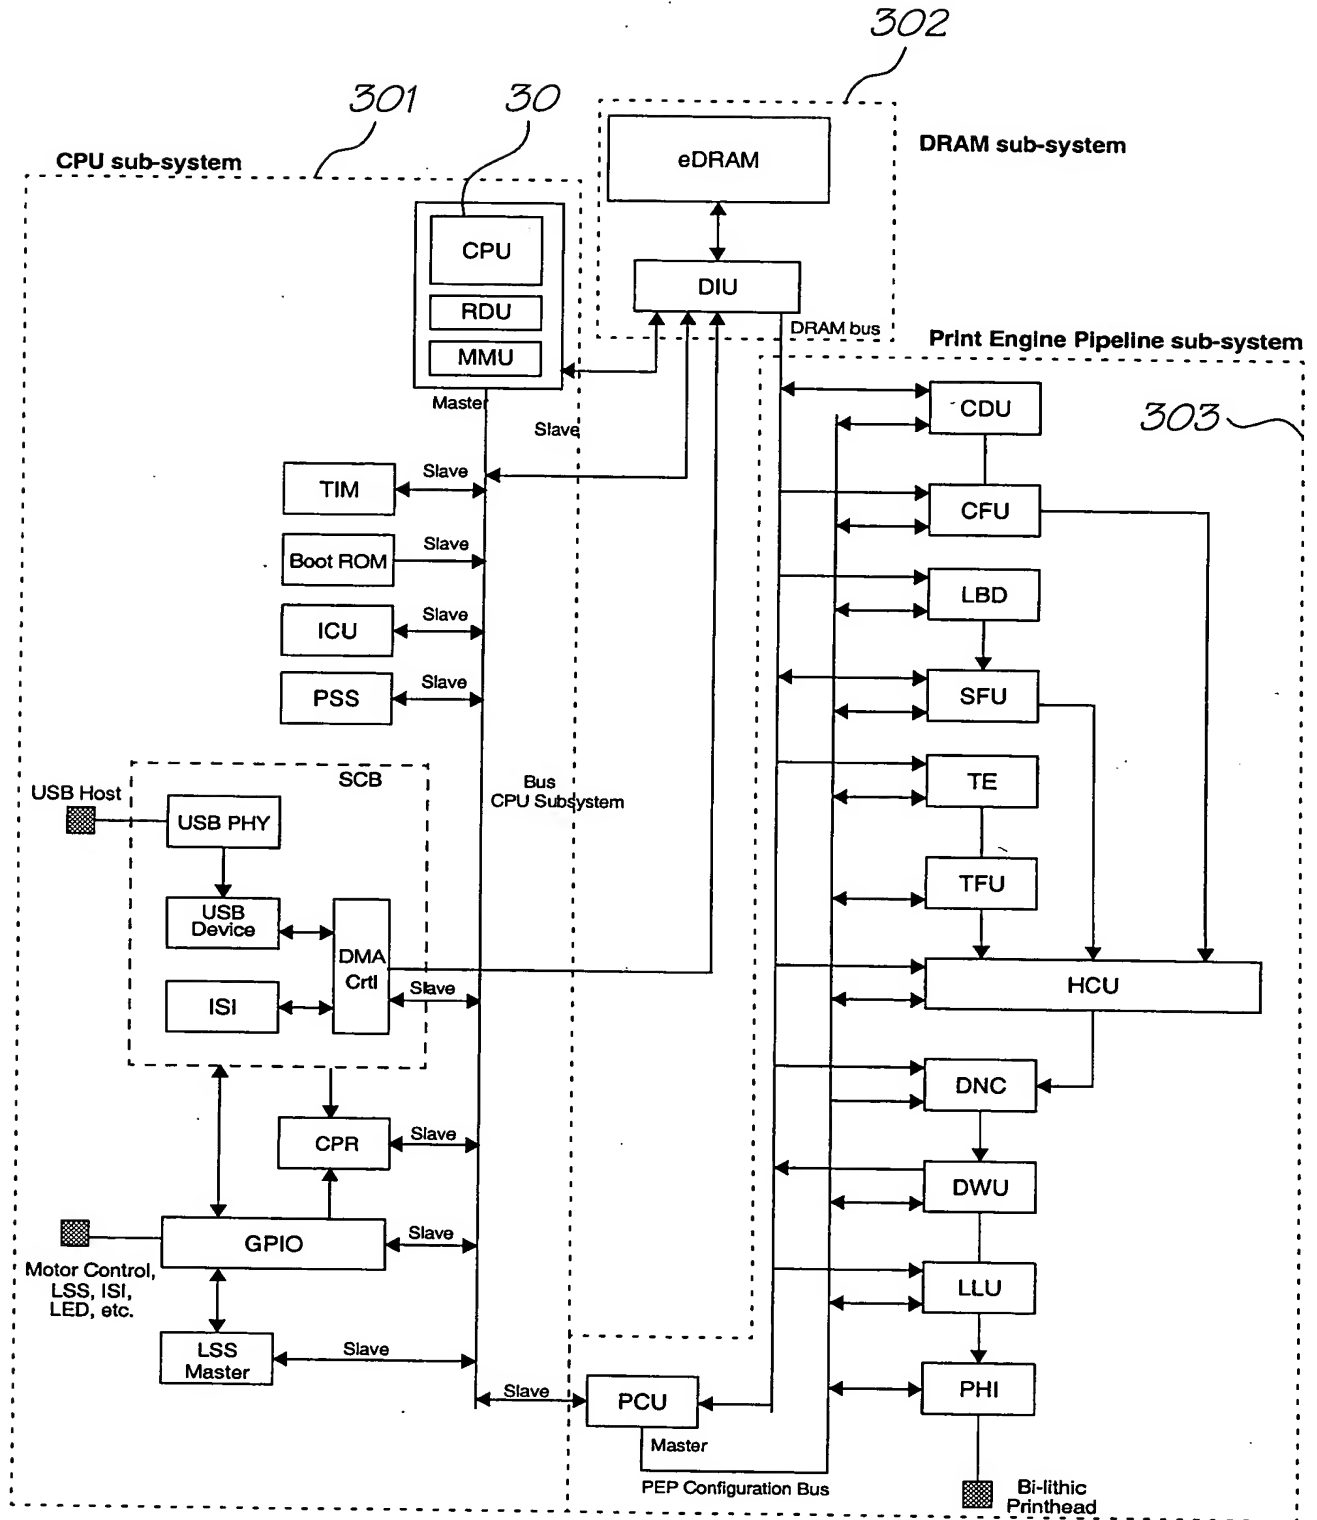 302
301
30
CPU sub-system
DRAM sub-system
eDRAM
CPU
RDU
MMU
DIU
DRAM bus
Print Engine Pipeline sub-system
Master
Slave
CDU
303
TIM
Slave
CFU
Boot ROM
Slave
LBD
ICU
Slave
PSS
Slave
SFU
SCB
USB Host
USB PHY
Bus
CPU Subsystem
TE
TFU
USB
Device
DMA
Crtl
ISI
Slave
HCU
DNC
CPR
Slave
DWU
GPIO
Slave
Motor Control,
LSS, ISI,
LED, etc.
LLU
LSS
Master
Slave
Slave
PCU
PHI
Master
PEP Configuration Bus
Bi-lithic
Printhead